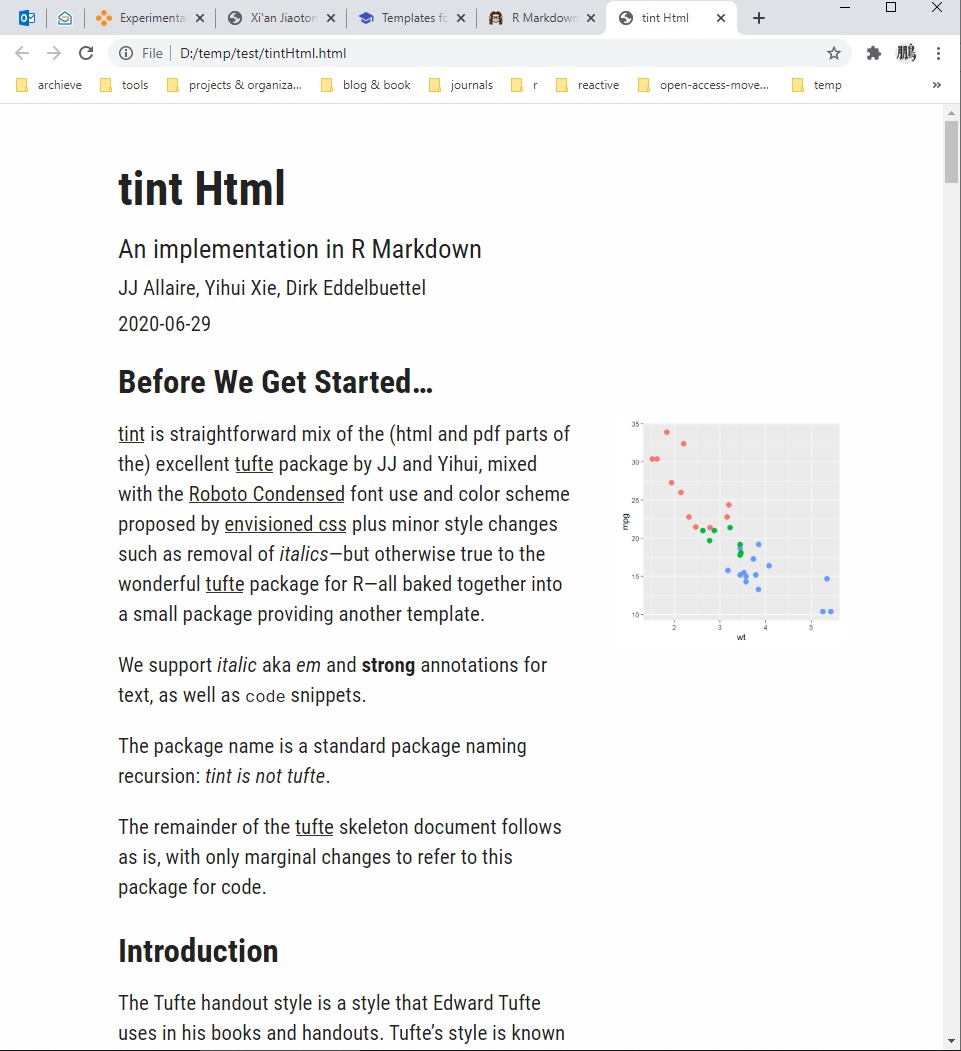 Experimenta
Xi'an Jiaoton
Templates fo
R Markdown
tint Html
File
D:/temp/test/tintHtml.html
鵬
archieve
tools
projects & organiza...
blog & book
journals
r
reactive
open-access-move...
temp
»
tint Html
An implementation in R Markdown
JJ Allaire, Yihui Xie, Dirk Eddelbuettel
2020-06-29
Before We Get Started…
tint is straightforward mix of the (html and pdf parts of
the) excellent tufte package by JJ and Yihui, mixed
with the Roboto Condensed font use and color scheme
proposed by envisioned css plus minor style changes
such as removal of italics—but otherwise true to the
wonderful tufte package for R—all baked together into
a small package providing another template.
35
30
25
20
15
10
mpg
2 3 4 5
wt
We support italic aka em and strong annotations for
text, as well as code snippets.
The package name is a standard package naming
recursion: tint is not tufte.
The remainder of the tufte skeleton document follows
as is, with only marginal changes to refer to this
package for code.
Introduction
The Tufte handout style is a style that Edward Tufte
uses in his books and handouts. Tufte's style is known